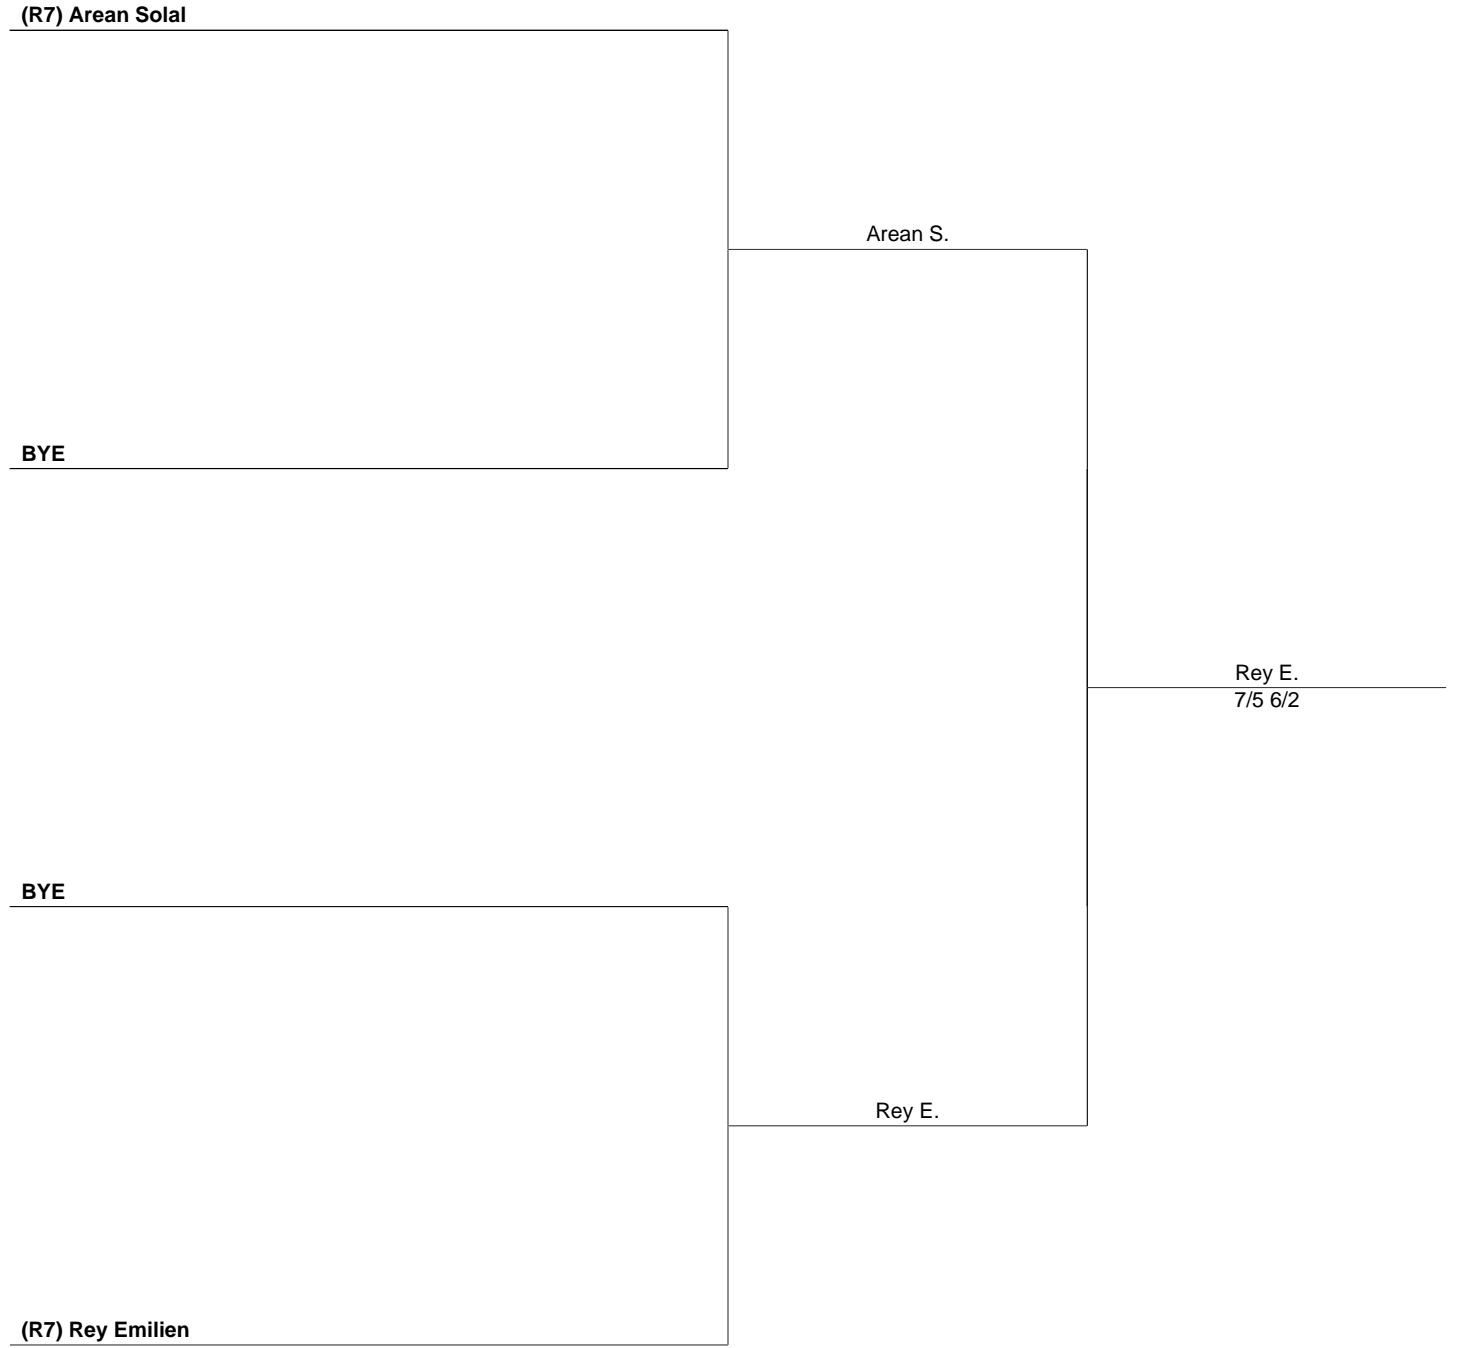 (R7) Arean Solal
Arean S.
BYE
Rey E.
7/5 6/2
BYE
Rey E.
(R7) Rey Emilien